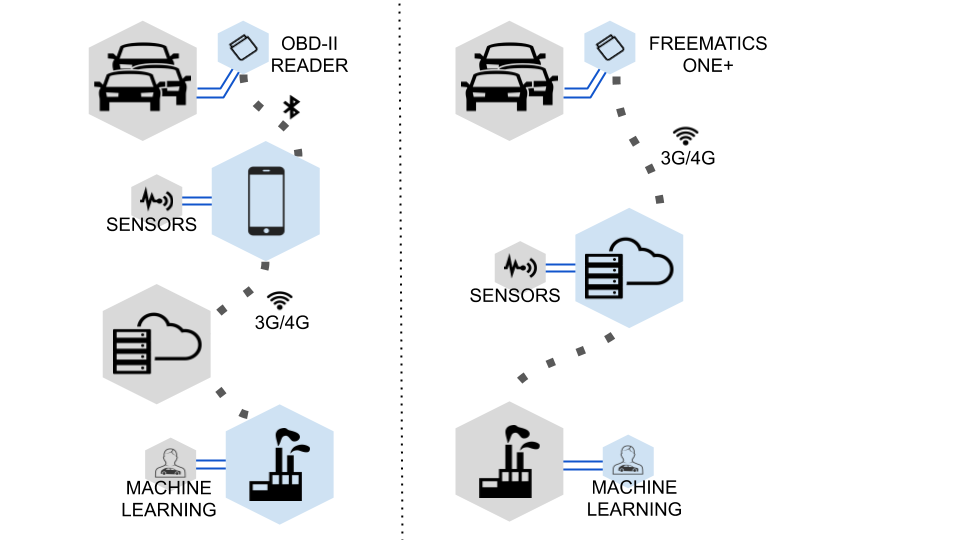 OBD-II
READER
SENSORS
3G/4G
MACHINE
LEARNING
FREEMATICS
ONE+
3G/4G
SENSORS
MACHINE
LEARNING